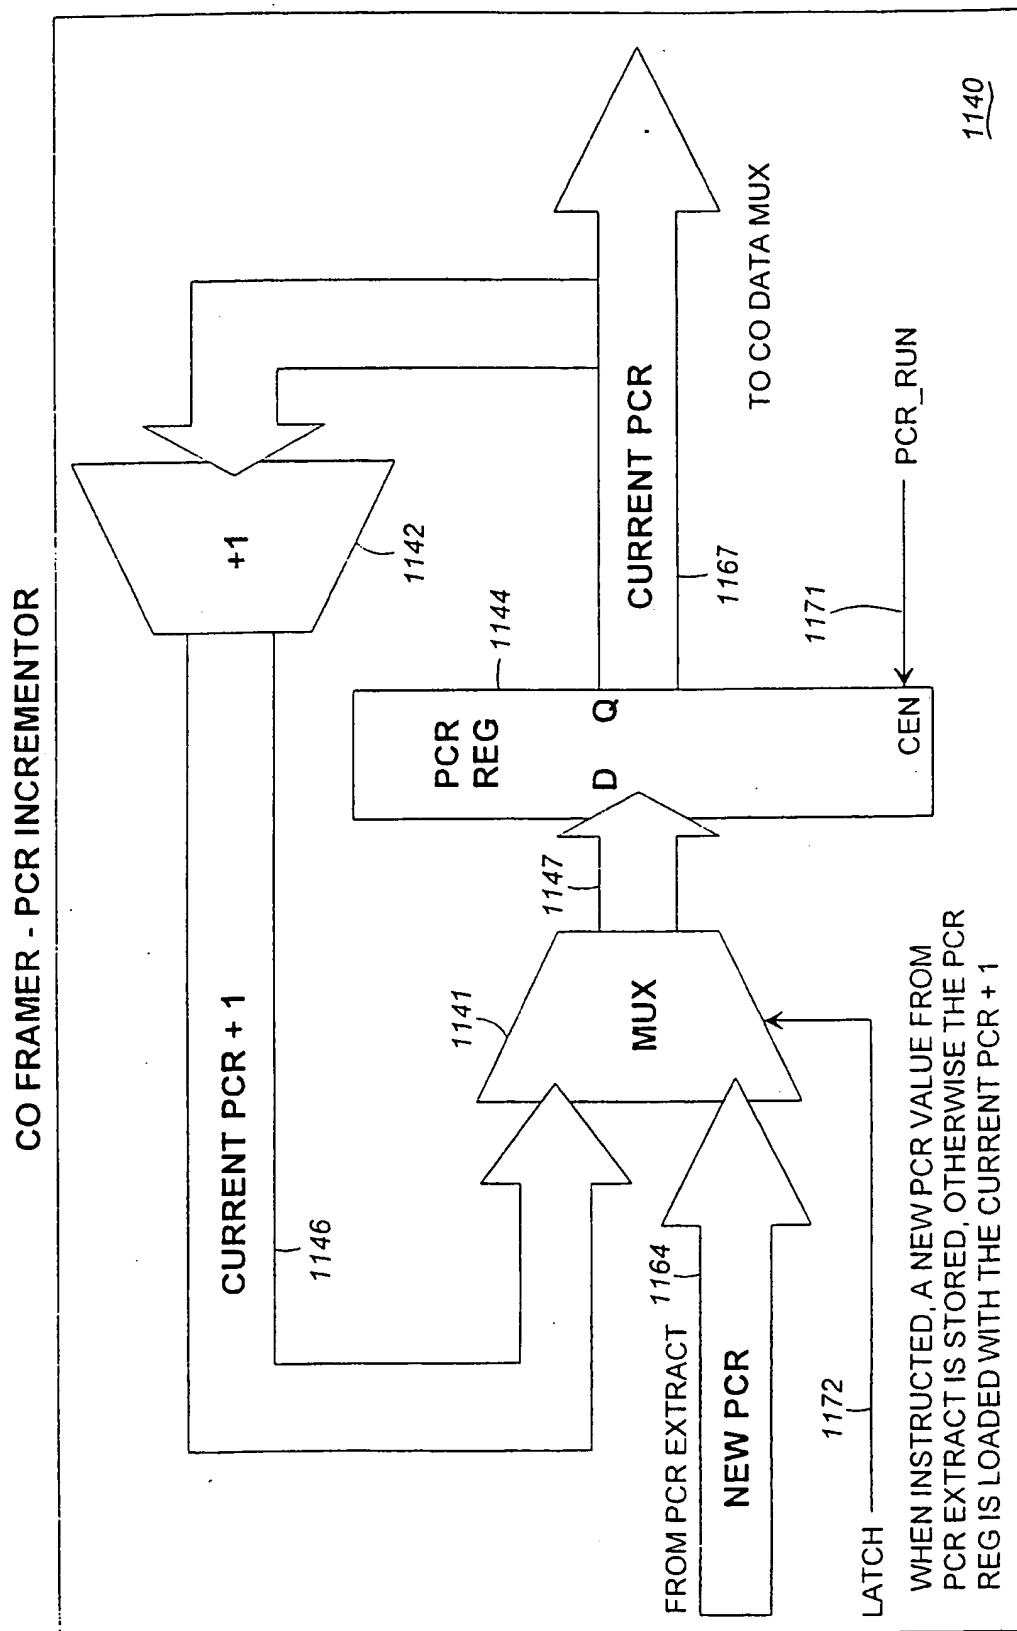 CO FRAMER - PCR INCREMENTOR
CURRENT PCR + 1
1146
+1
1142
FROM PCR EXTRACT
1164
NEW PCR
1141
MUX
1147
PCR
REG
1144
D Q
CEN
CURRENT PCR
1167
TO CO DATA MUX
1171
PCR_RUN
LATCH
1172
WHEN INSTRUCTED, A NEW PCR VALUE FROM
PCR EXTRACT IS STORED, OTHERWISE THE PCR
REG IS LOADED WITH THE CURRENT PCR + 1
1140